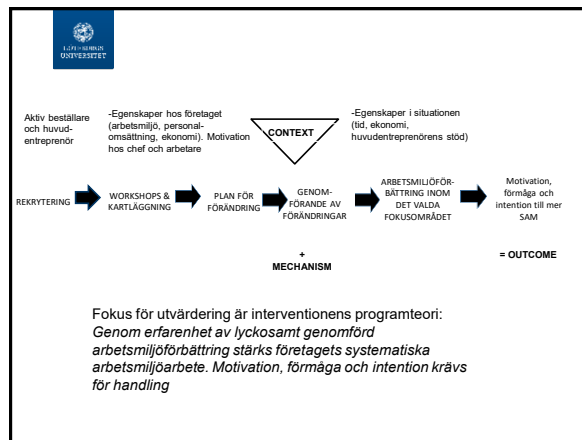 GÖTEBORGS
UNIVERSITET
Aktiv beställare
och huvud-
entreprenör
-Egenskaper hos företaget
(arbetsmiljö, personal-
omsättning, ekonomi). Motivation
hos chef och arbetare
CONTEXT
-Egenskaper i situationen
(tid, ekonomi,
huvudentreprenörens stöd)
REKRYTERING
WORKSHOPS &
KARTLÄGGNING
PLAN FÖR
FÖRÄNDRING
GENOM-
FÖRANDE AV
FÖRÄNDRINGAR
ARBETSMILJÖFÖR-
BÄTTRING INOM
DET VALDA
FOKUSOMRÅDET
Motivation,
förmåga och
intention till mer
SAM
+
MECHANISM
= OUTCOME
Fokus för utvärdering är interventionens programteori:
Genom erfarenhet av lyckosamt genomförd
arbetsmiljöförbättring stärks företagets systematiska
arbetsmiljöarbete. Motivation, förmåga och intention krävs
för handling